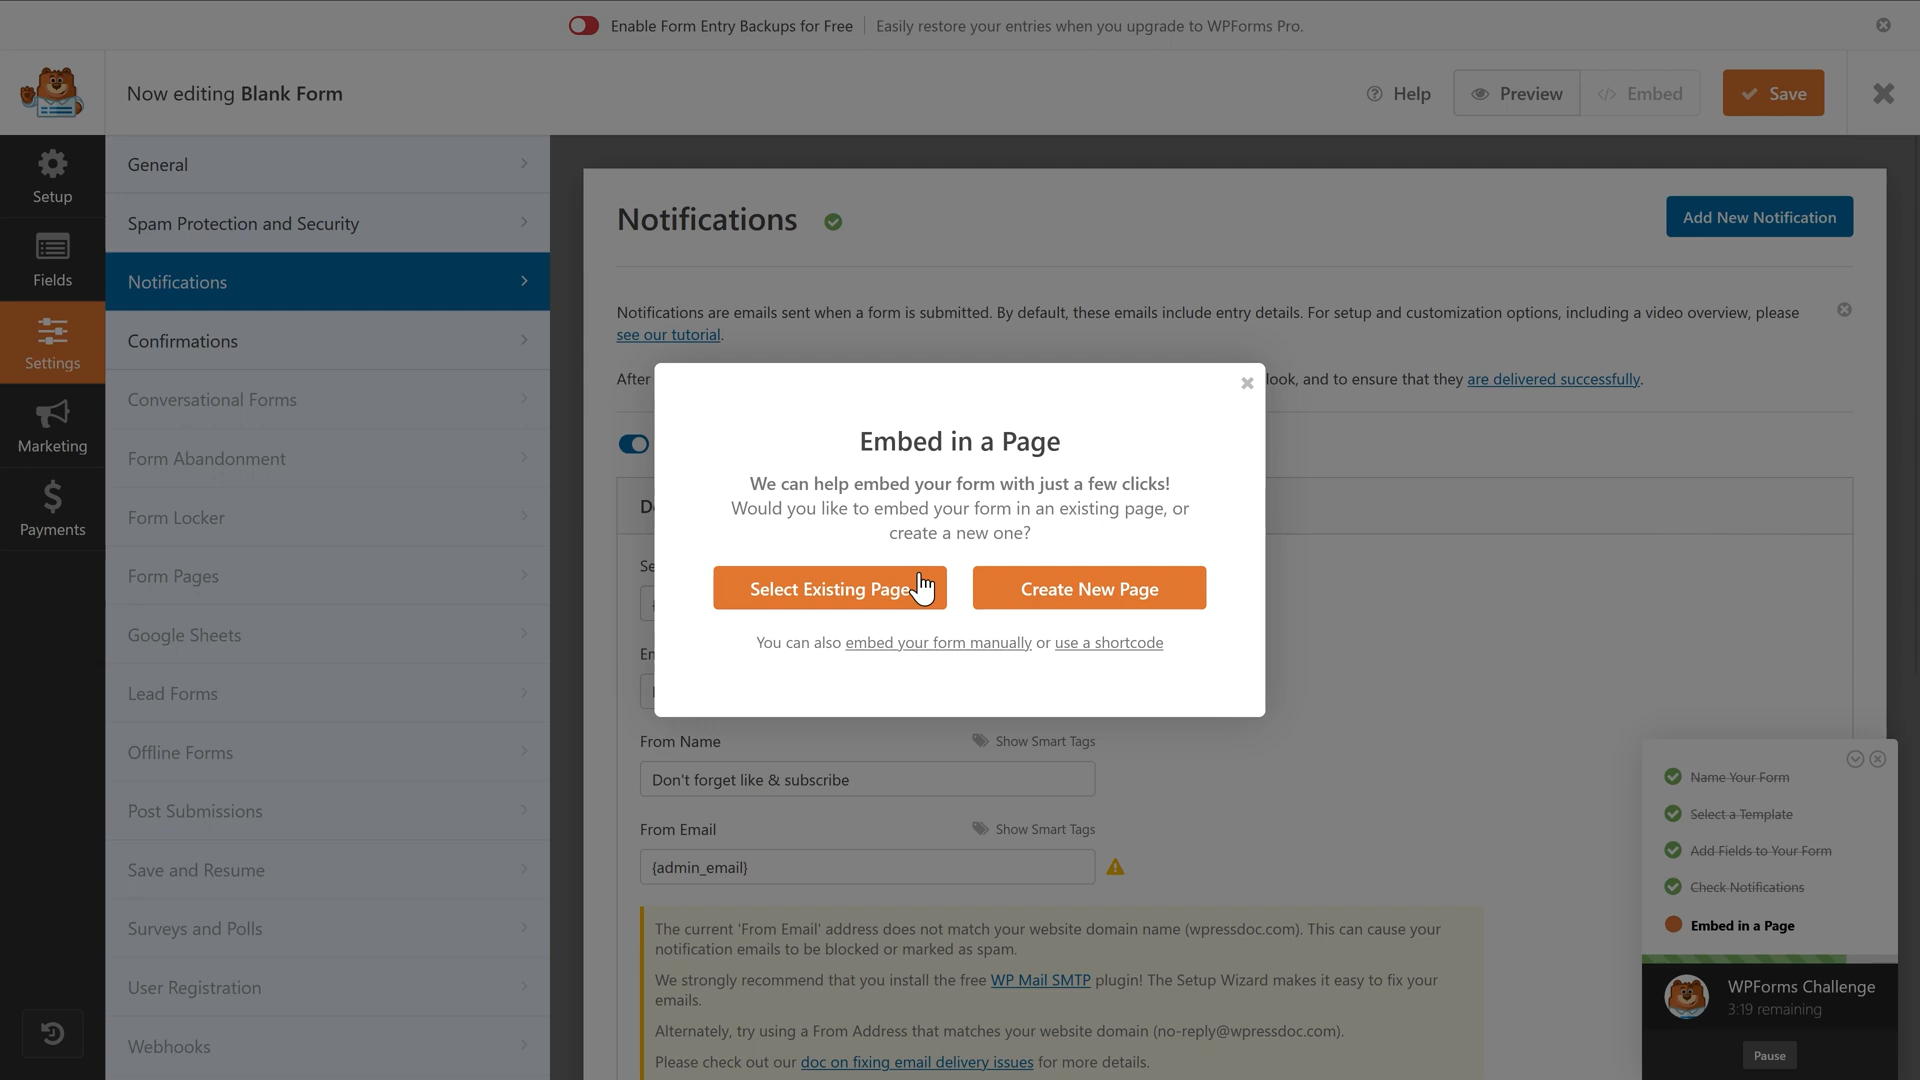 Enable Form Entry Backups for Free
Easily restore your entries when you upgrade to WPForms Pro.
Now editing Blank Form
Help
Preview
Embed
Save
Setup
Fields
Settings
Marketing
Payments
General
Spam Protection and Security
Notifications
Confirmations
Conversational Forms
Form Abandonment
Form Locker
Form Pages
Google Sheets
Lead Forms
Offline Forms
Post Submissions
Save and Resume
Surveys and Polls
User Registration
Webhooks
Notifications
Add New Notification
Notifications are emails sent when a form is submitted. By default, these emails include entry details. For setup and customization options, including a video overview, please
see our tutorial.
After
look, and to ensure that they are delivered successfully.
Embed in a Page
We can help embed your form with just a few clicks!
Would you like to embed your form in an existing page, or
create a new one?
Select Existing Page
Create New Page
You can also embed your form manually or use a shortcode
From Name
Show Smart Tags
Don't forget like & subscribe
From Email
Show Smart Tags
{admin_email}
The current 'From Email' address does not match your website domain name (wpressdoc.com). This can cause your
notification emails to be blocked or marked as spam.
We strongly recommend that you install the free WP Mail SMTP plugin! The Setup Wizard makes it easy to fix your
emails.
Alternately, try using a From Address that matches your website domain (no-reply@wpressdoc.com).
Please check out our doc on fixing email delivery issues for more details.
Name Your Form
Select a Template
Add Fields to Your Form
Check Notifications
Embed in a Page
WPForms Challenge
3:19 remaining
Pause